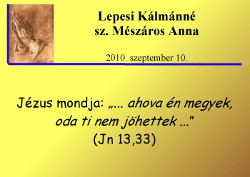 Lepesi Kálmánné
sz. Mészáros Anna
2010. szeptember 10.
Jézus mondja: „... ahova én megyek,
oda ti nem jöhettek ..."
(Jn 13,33)